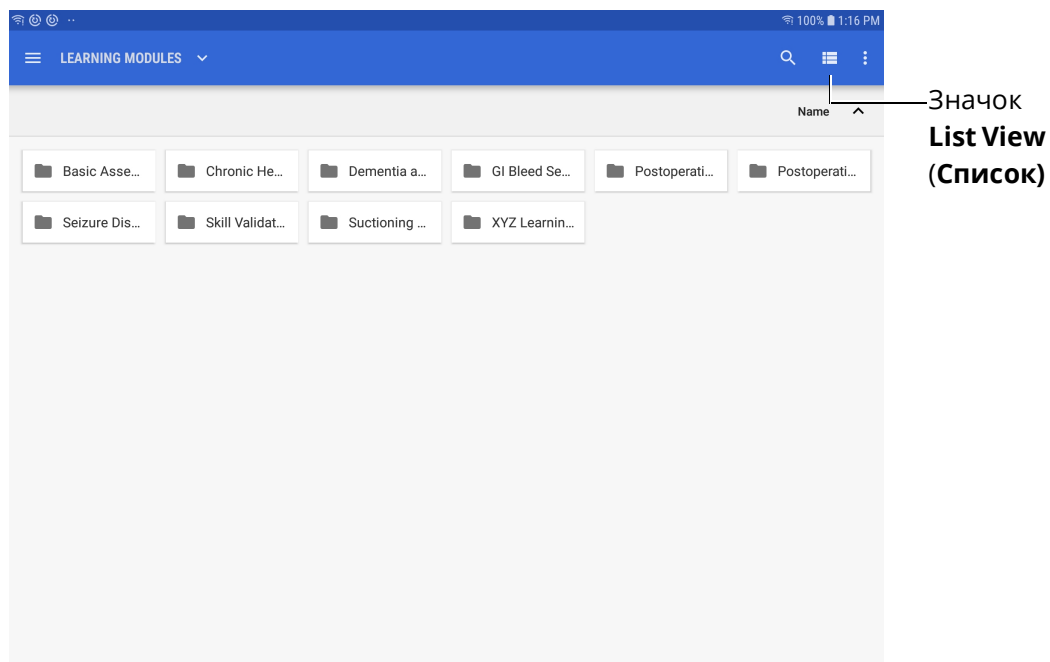 100% 1:16 PM
LEARNING MODULES
Name
Значок
List View
(Список)
Basic Asse...
Chronic He...
Dementia a...
GI Bleed Se...
Postoperati...
Postoperati...
Seizure Dis...
Skill Validat...
Suctioning ...
XYZ Learnin...